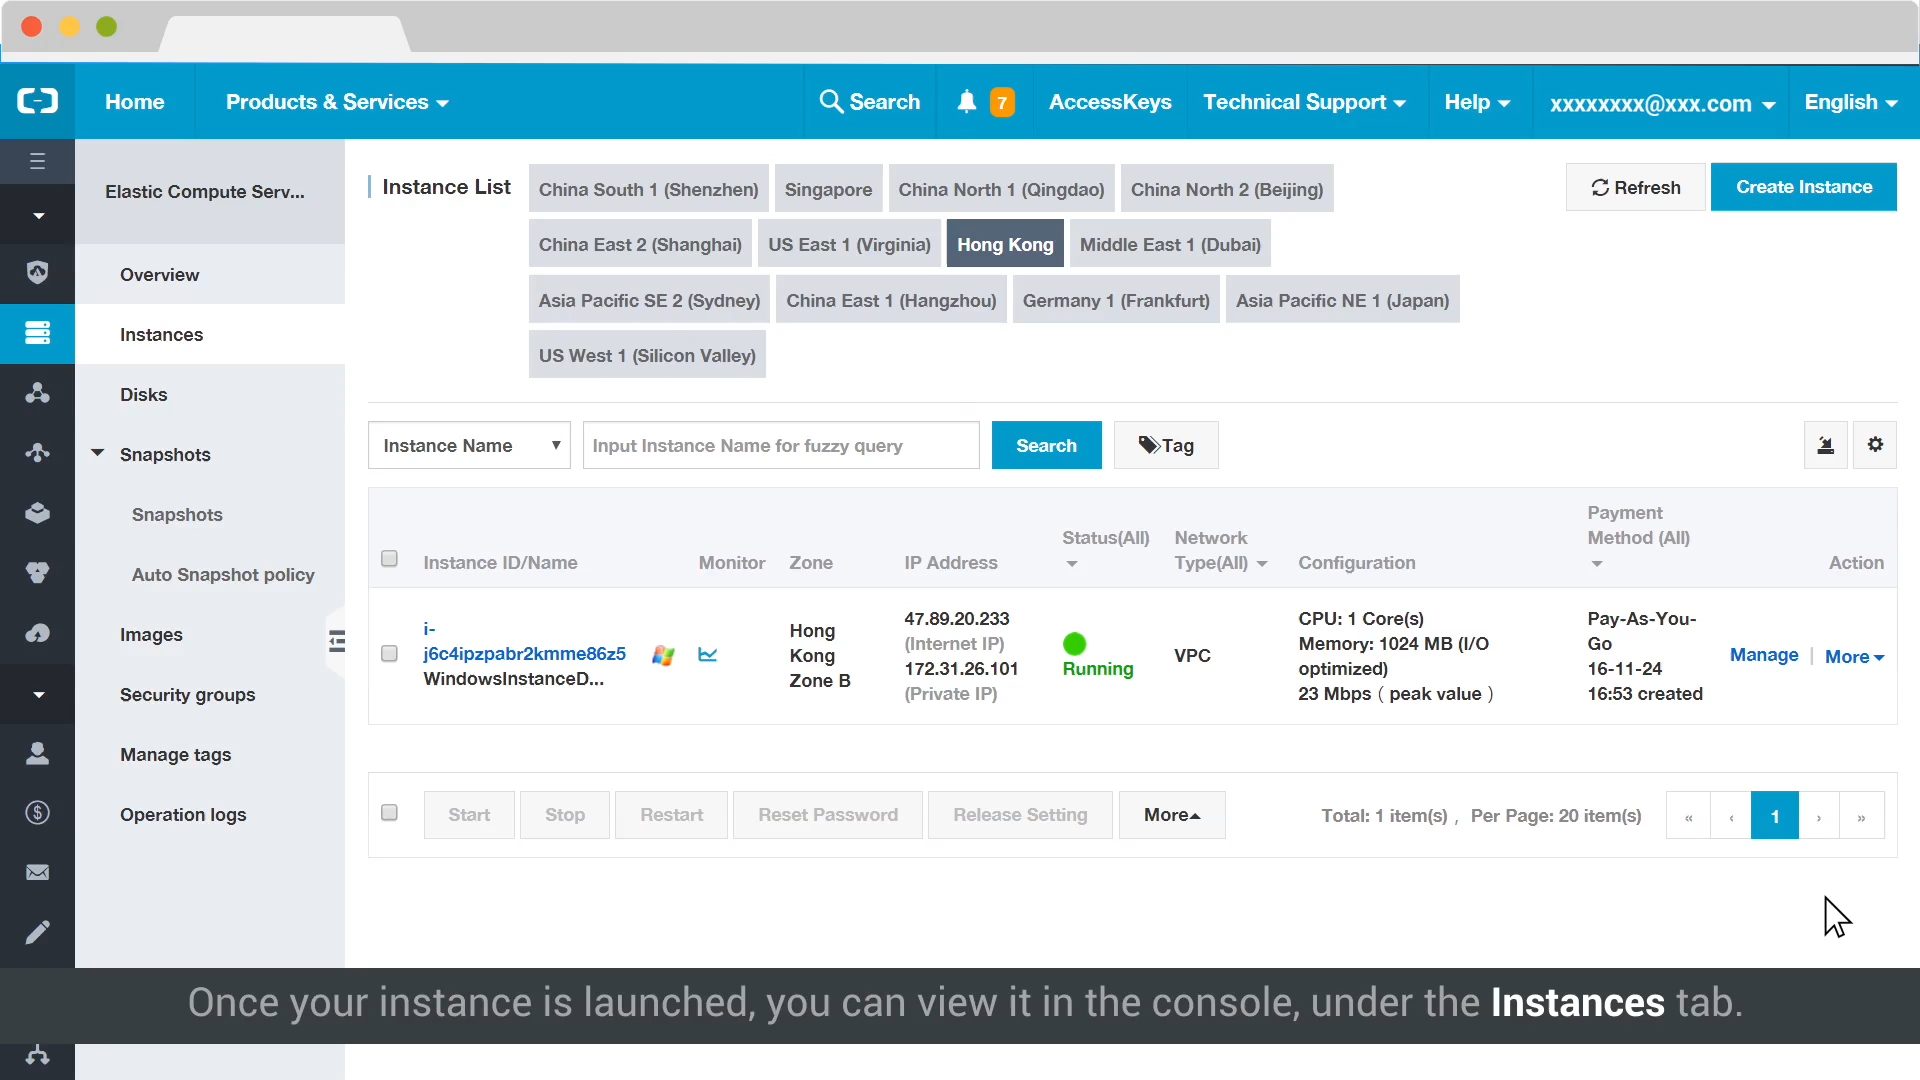 Home
Products & Services
Search
7
AccessKeys
Technical Support
Help
xxxxxxxx@xxx.com
English
Elastic Compute Serv...
Overview
Instances
Disks
Snapshots
Snapshots
Auto Snapshot policy
Images
Security groups
Manage tags
Operation logs
Instance List
China South 1 (Shenzhen)
Singapore
China North 1 (Qingdao)
China North 2 (Beijing)
China East 2 (Shanghai)
US East 1 (Virginia)
Hong Kong
Middle East 1 (Dubai)
Asia Pacific SE 2 (Sydney)
China East 1 (Hangzhou)
Germany 1 (Frankfurt)
Asia Pacific NE 1 (Japan)
US West 1 (Silicon Valley)
Refresh
Create Instance
Instance Name
Input Instance Name for fuzzy query
Search
Tag
Instance ID/Name
Monitor
Zone
IP Address
Status(All)
Network
Type(All)
Configuration
Payment
Method (All)
Action
i-
j6c4ipzpabr2kmme86z5
WindowsInstanceD...
Hong
Kong
Zone B
47.89.20.233
(Internet IP)
172.31.26.101
(Private IP)
Running
VPC
CPU: 1 Core(s)
Memory: 1024 MB (I/O
optimized)
23 Mbps ( peak value )
Pay-As-You-
Go
16-11-24
16:53 created
Manage
More
Start
Stop
Restart
Reset Password
Release Setting
More
Total: 1 item(s) , Per Page: 20 item(s)
« ‹ 1 › »
Once your instance is launched, you can view it in the console, under the Instances tab.